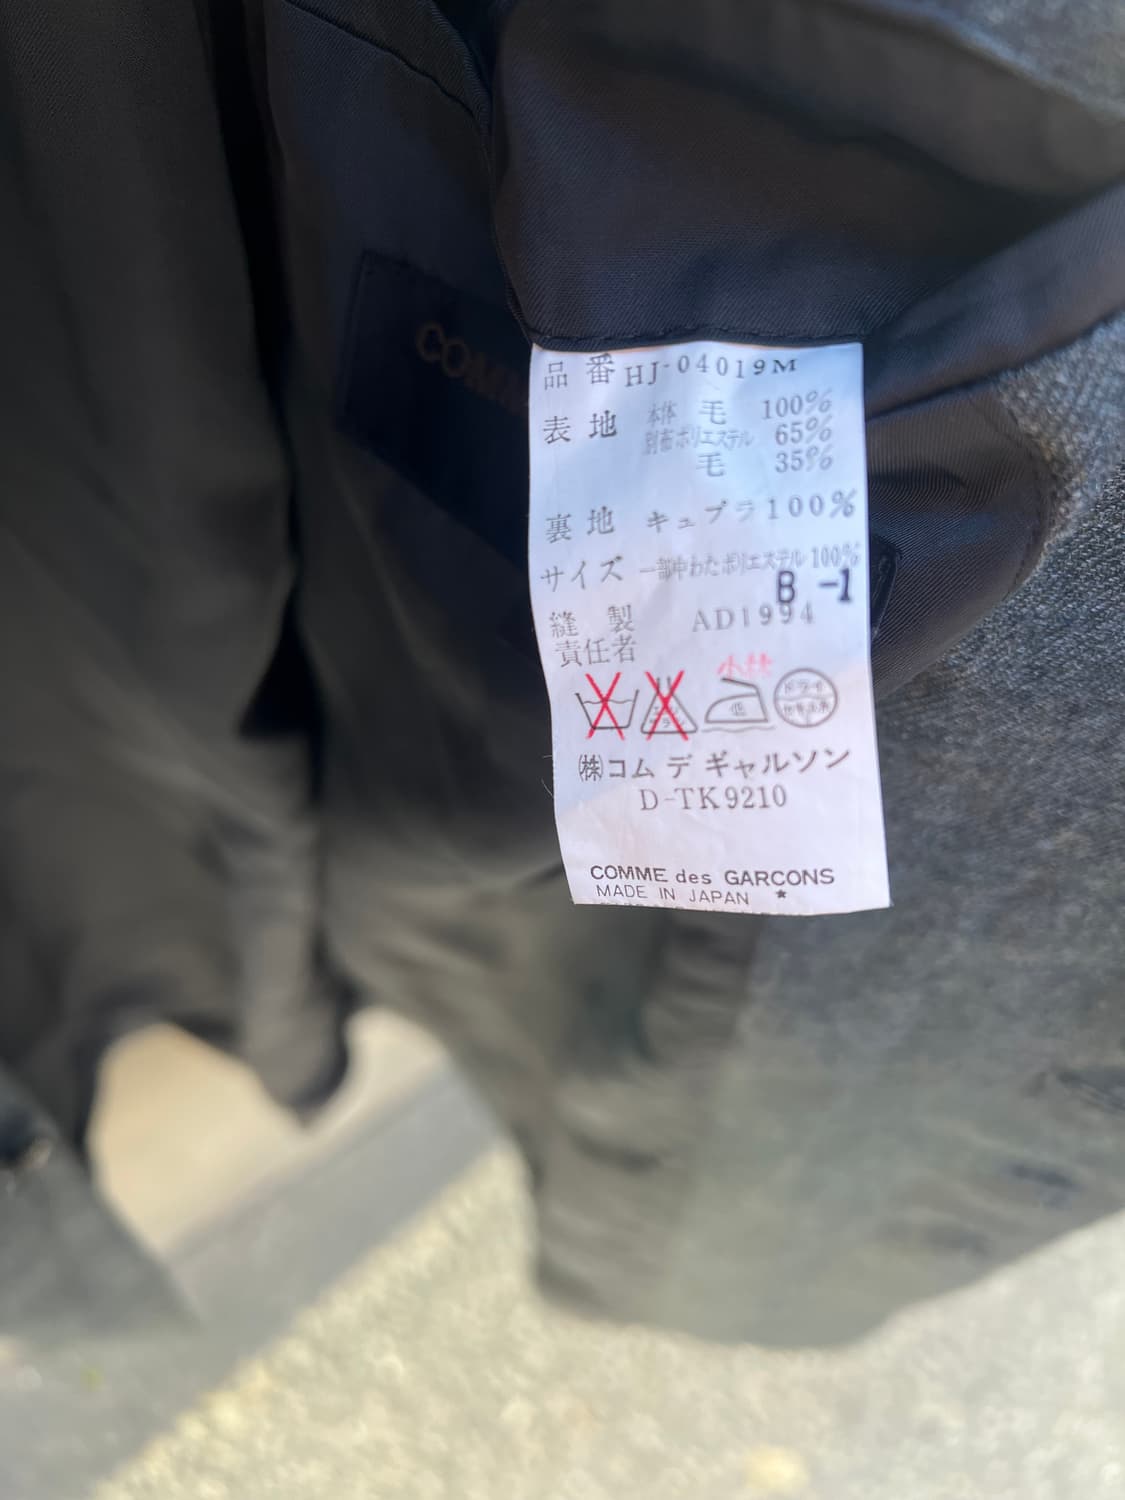 COM
品番 HJ-04019M
表地 本体 毛 100%
別布 ポリエステル 65%
毛 35%
裏地 キュプラ 100%
サイズ 一部中わたポリエステル 100%
B -1
縫製 AD1994
責任者
小林
低 ドライ
㈱コム デ ギャルソン
D-TK9210
COMME des GARÇONS
MADE IN JAPAN ★